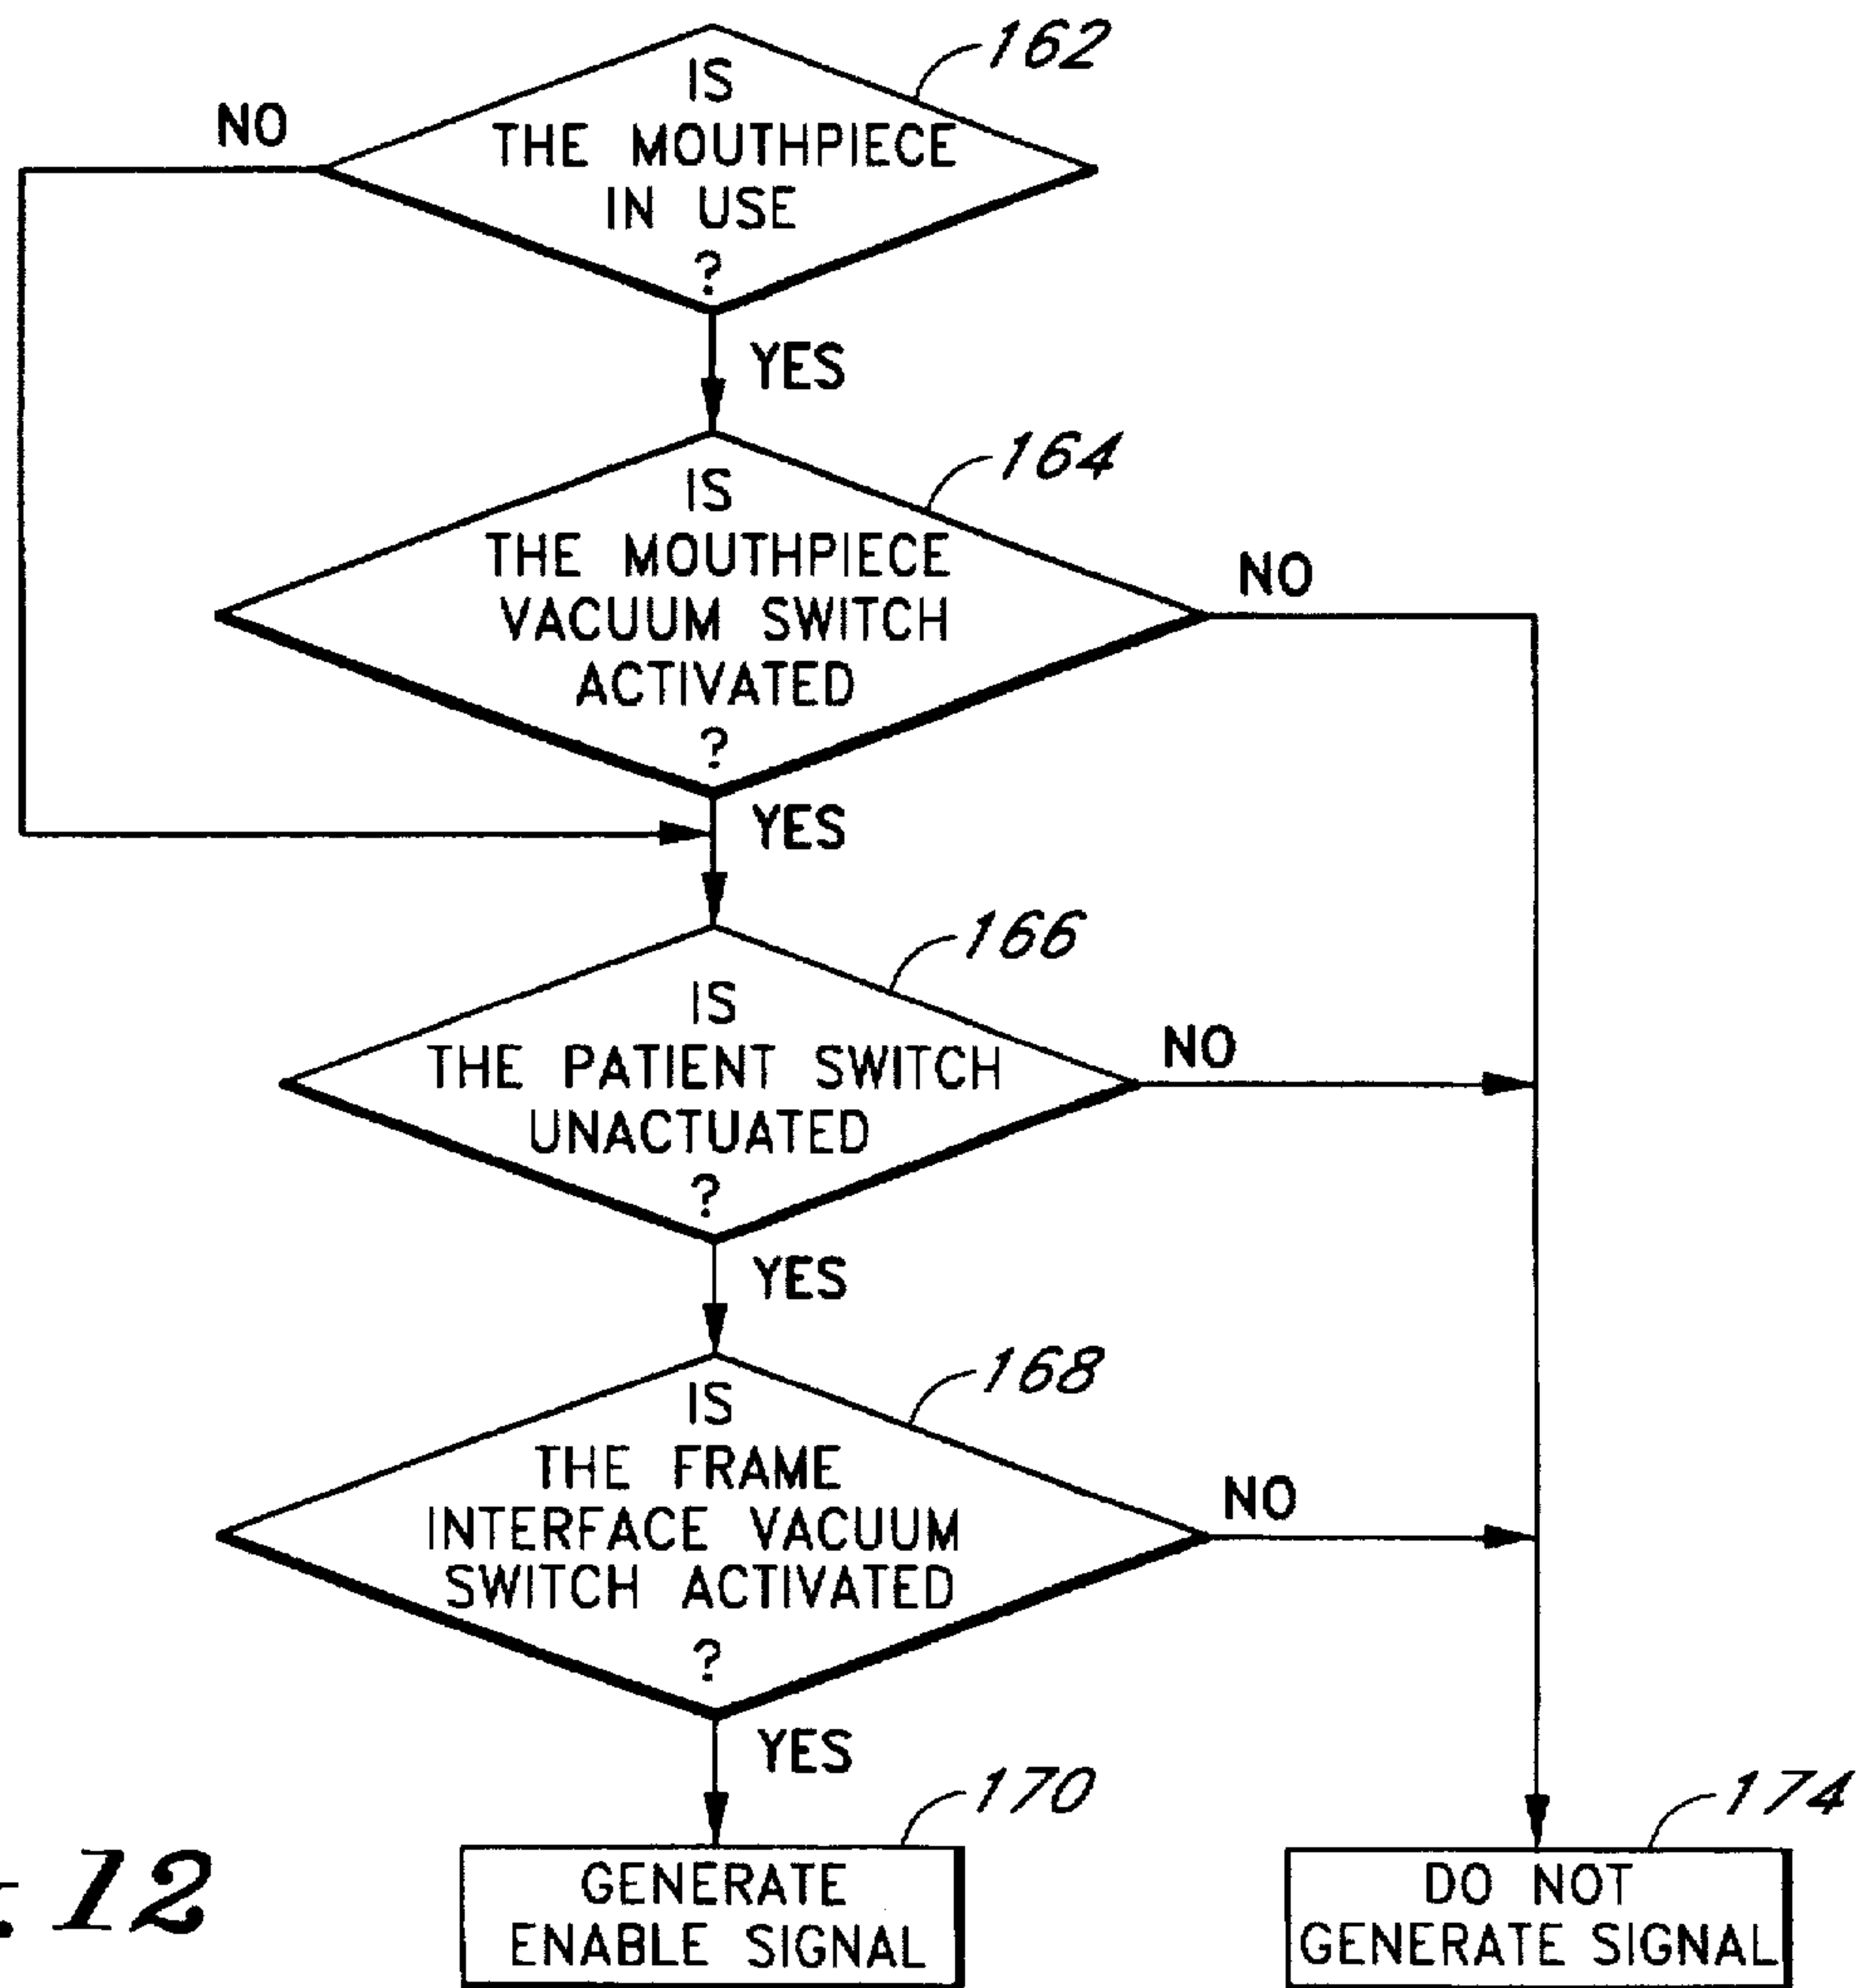 162
IS
NO
THE MOUTHPIECE
IN USE
?
YES
164
IS
THE MOUTHPIECE
NO
VACUUM SWITCH
ACTIVATED
?
YES
166
IS
NO
THE PATIENT SWITCH
UNACTUATED
?
YES
168
IS
THE FRAME
NO
INTERFACE VACUUM
SWITCH ACTIVATED
?
YES
170
174
12
GENERATE
ENABLE SIGNAL
DO NOT
GENERATE SIGNAL